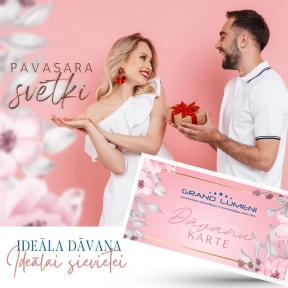 PAVASARA
svētki
GRAND LUMENI
Dāvanu
KARTE
IDEĀLA DĀVANA
Ideālai sievietei